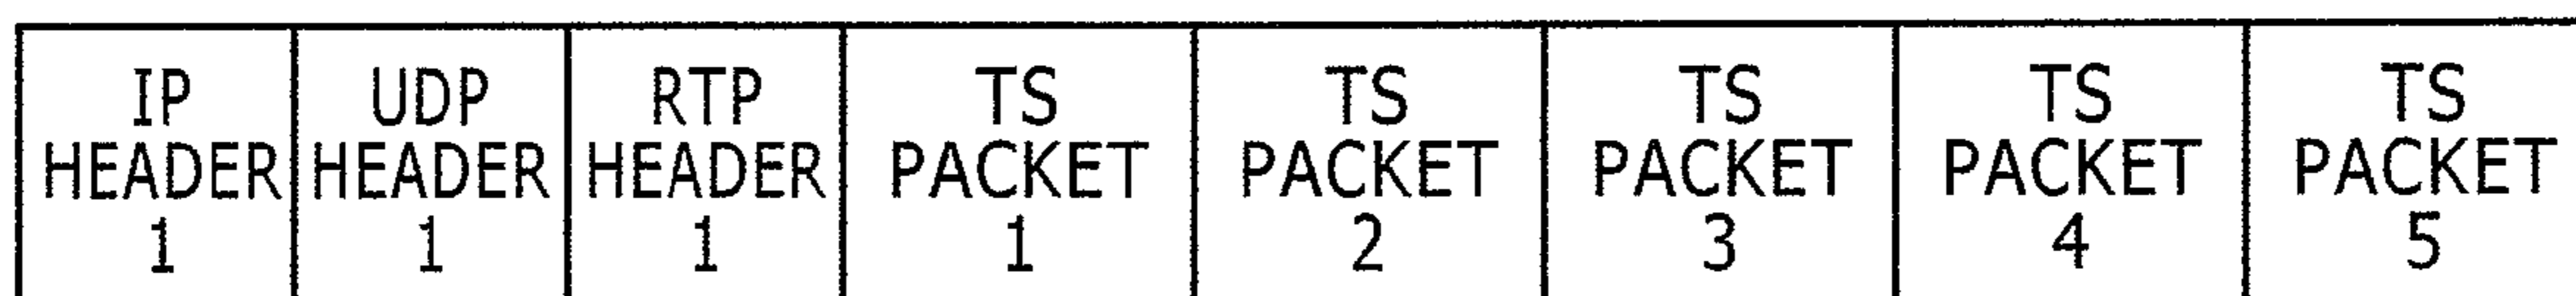 IP
HEADER
1
UDP
HEADER
1
RTP
HEADER
1
TS
PACKET
1
TS
PACKET
2
TS
PACKET
3
TS
PACKET
4
TS
PACKET
5